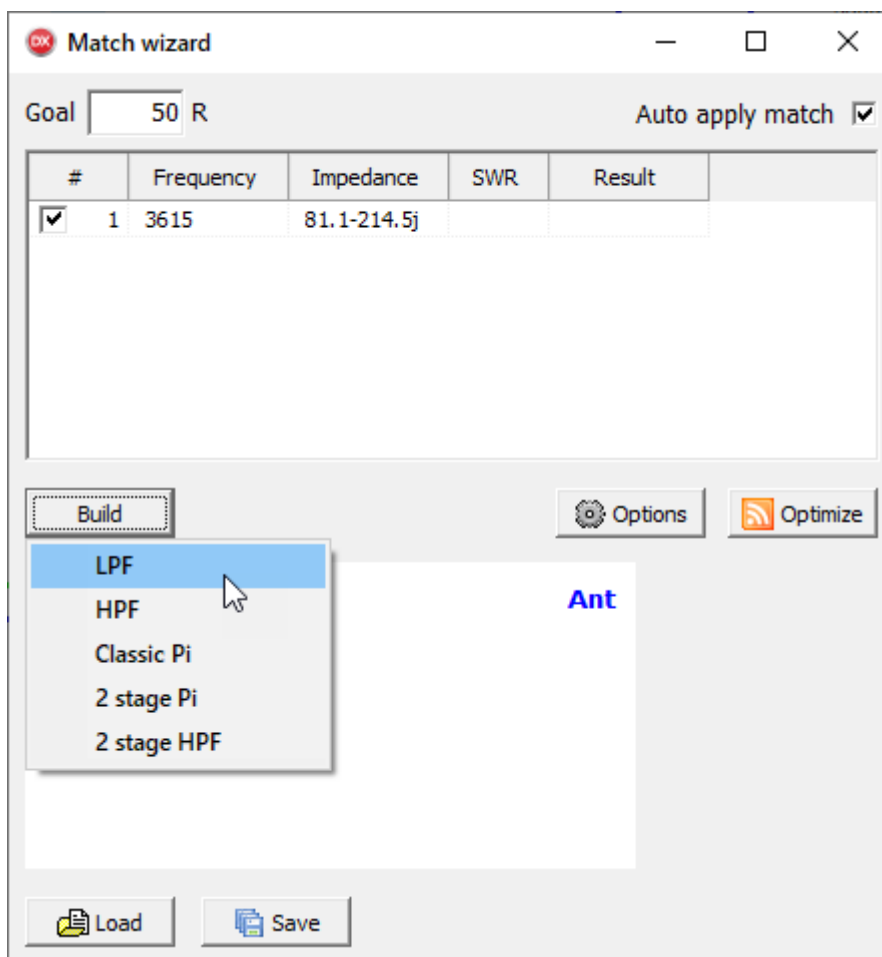 DX Match wizard
Goal 50 R Auto apply match
# Frequency Impedance SWR Result
1 3615 81.1-214.5j
Build Options Optimize
LPF
Ant
HPF
Classic Pi
2 stage Pi
2 stage HPF
Load Save